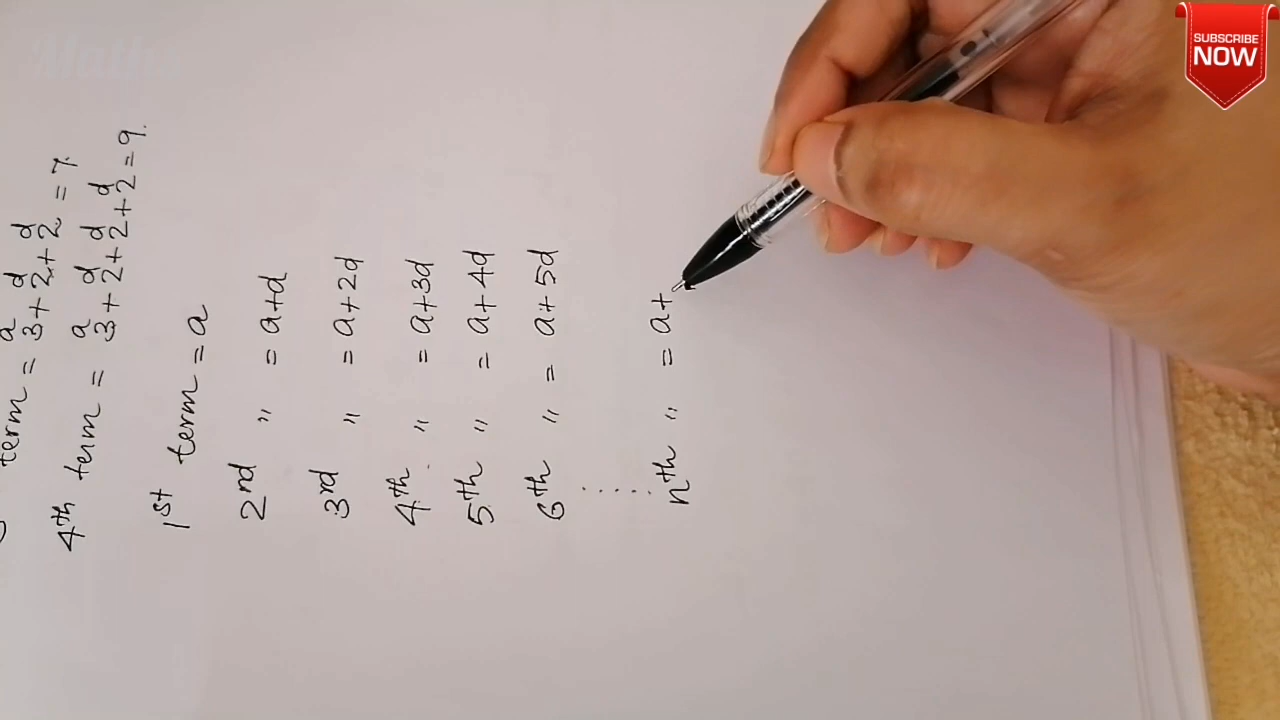 term = 3 + 2 + 2 = 7.
a d d
4th term = 3 + 2 + 2 + 2 = 9.
a d d d
1st term = a
2nd " = a+d
3rd " = a+2d
4th " = a+3d
5th " = a+4d
6th " = a+5d
......
nth " = a+
SUBSCRIBE
NOW